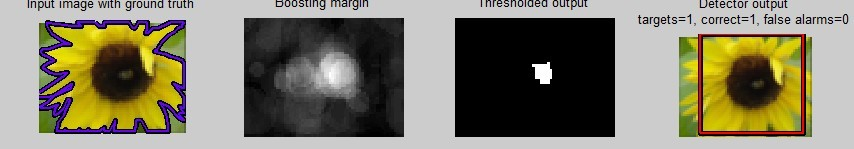 Input image with ground truth
Boosting margin
Thresholded output
Detector output
targets=1, correct=1, false alarms=0